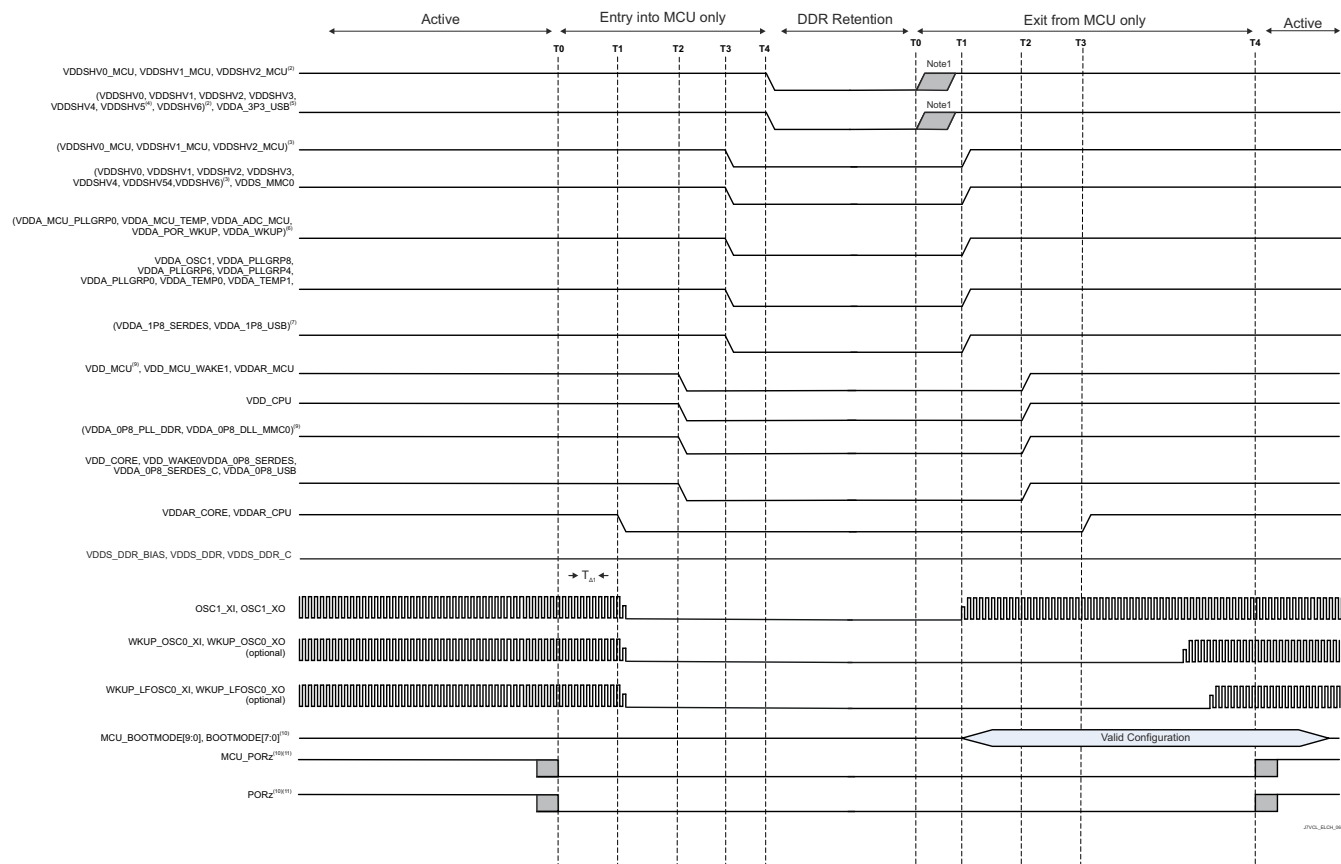 Active
Entry into MCU only
DDR Retention
Exit from MCU only
Active
T0
T1
T2
T3
T4
T0
T1
T2
T3
T4
VDDSHV0_MCU, VDDSHV1_MCU, VDDSHV2_MCU(2)
Note1
(VDDSHV0, VDDSHV1, VDDSHV2, VDDSHV3,
VDDSHV4, VDDSHV5(4), VDDSHV6)(2), VDDA_3P3_USB(5)
Note1
(VDDSHV0_MCU, VDDSHV1_MCU, VDDSHV2_MCU)(3)
(VDDSHV0, VDDSHV1, VDDSHV2, VDDSHV3,
VDDSHV4, VDDSHV54,VDDSHV6)(3), VDDS_MMC0
(VDDA_MCU_PLLGRP0, VDDA_MCU_TEMP, VDDA_ADC_MCU,
VDDA_POR_WKUP, VDDA_WKUP)(6)
VDDA_OSC1, VDDA_PLLGRP8,
VDDA_PLLGRP6, VDDA_PLLGRP4,
VDDA_PLLGRP0, VDDA_TEMP0, VDDA_TEMP1,
(VDDA_1P8_SERDES, VDDA_1P8_USB)(7)
VDD_MCU(9), VDD_MCU_WAKE1, VDDAR_MCU
VDD_CPU
(VDDA_0P8_PLL_DDR, VDDA_0P8_DLL_MMC0)(9)
VDD_CORE, VDD_WAKE0VDDA_0P8_SERDES,
VDDA_0P8_SERDES_C, VDDA_0P8_USB
VDDAR_CORE, VDDAR_CPU
VDDS_DDR_BIAS, VDDS_DDR, VDDS_DDR_C
TΔ1
OSC1_XI, OSC1_XO
WKUP_OSC0_XI, WKUP_OSC0_XO
(optional)
WKUP_LFOSC0_XI, WKUP_LFOSC0_XO
(optional)
MCU_BOOTMODE[9:0], BOOTMODE[7:0](10)
Valid Configuration
MCU_PORz(10)(11)
PORz(10)(11)
J7VCL_ELCH_06